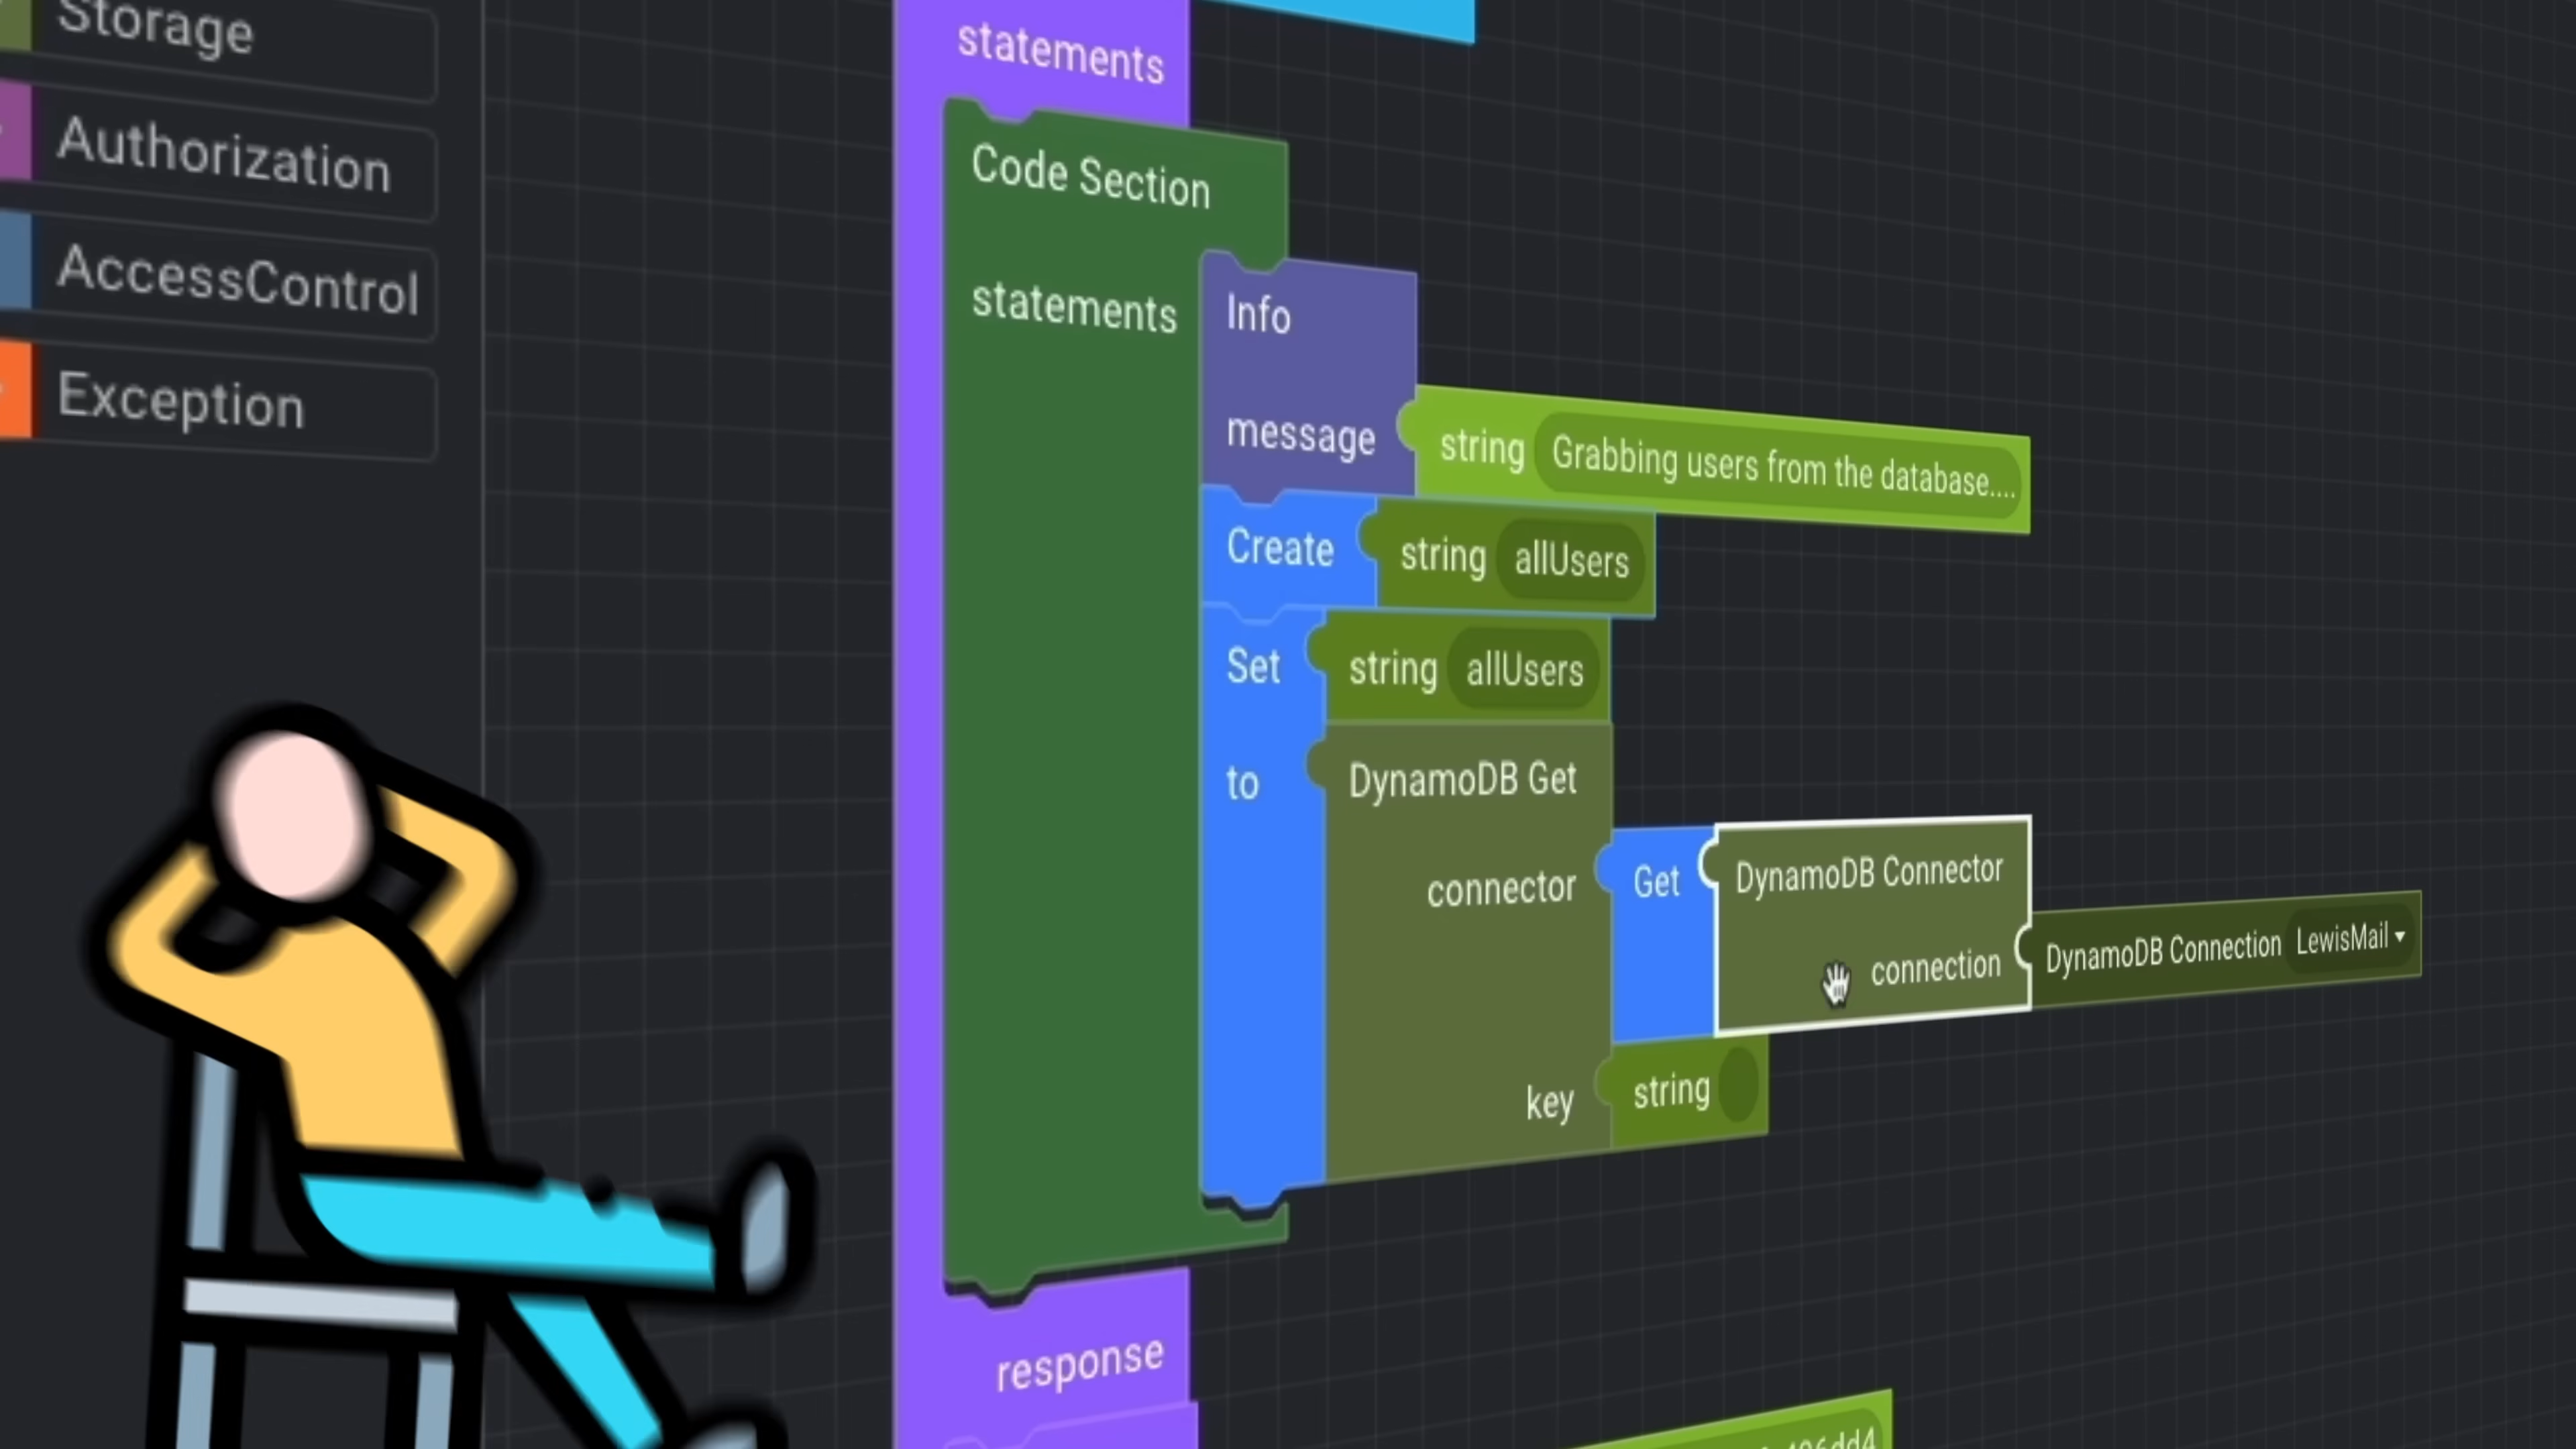 Storage
Authorization
AccessControl
Exception
statements
Code Section
statements
Info
message
string Grabbing users from the database....
Create string allUsers
Set string allUsers
to DynamoDB Get
connector Get DynamoDB Connector
connection DynamoDB Connection LewisMail
key string
response